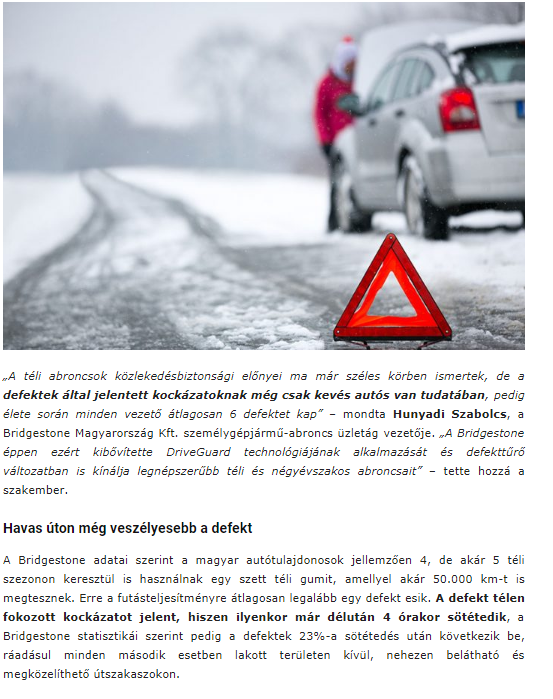 „A téli abroncsok közlekedésbiztonsági előnyei ma már széles körben ismertek, de a
defektek által jelentett kockázatoknak még csak kevés autós van tudatában, pedig
élete során minden vezető átlagosan 6 defektet kap” – mondta Hunyadi Szabolcs, a
Bridgestone Magyarország Kft. személygépjármű-abroncs üzletág vezetője. „A Bridgestone
éppen ezért kibővítette DriveGuard technológiájának alkalmazását és defekttűrő
változatban is kínálja legnépszerűbb téli és négyévszakos abroncsait” – tette hozzá a
szakember.
Havas úton még veszélyesebb a defekt
A Bridgestone adatai szerint a magyar autótulajdonosok jellemzően 4, de akár 5 téli
szezonon keresztül is használnak egy szett téli gumit, amellyel akár 50.000 km-t is
megtesznek. Erre a futásteljesítményre átlagosan legalább egy defekt esik. A defekt télen
fokozott kockázatot jelent, hiszen ilyenkor már délután 4 órakor sötétedik, a
Bridgestone statisztikái szerint pedig a defektek 23%-a sötétedés után következik be,
ráadásul minden második esetben lakott területen kívül, nehezen belátható és
megközelíthető útszakaszokon.